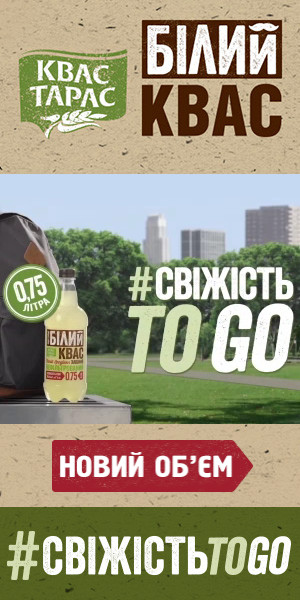 КВАС
ТАРАС
БІЛИЙ
КВАС
#СВІЖІСТЬ
TO GO
0,75
ЛІТРА
БІЛИЙ
КВАС
0.75
НОВИЙ ОБ'ЄМ
#СВІЖІСТЬTOGO